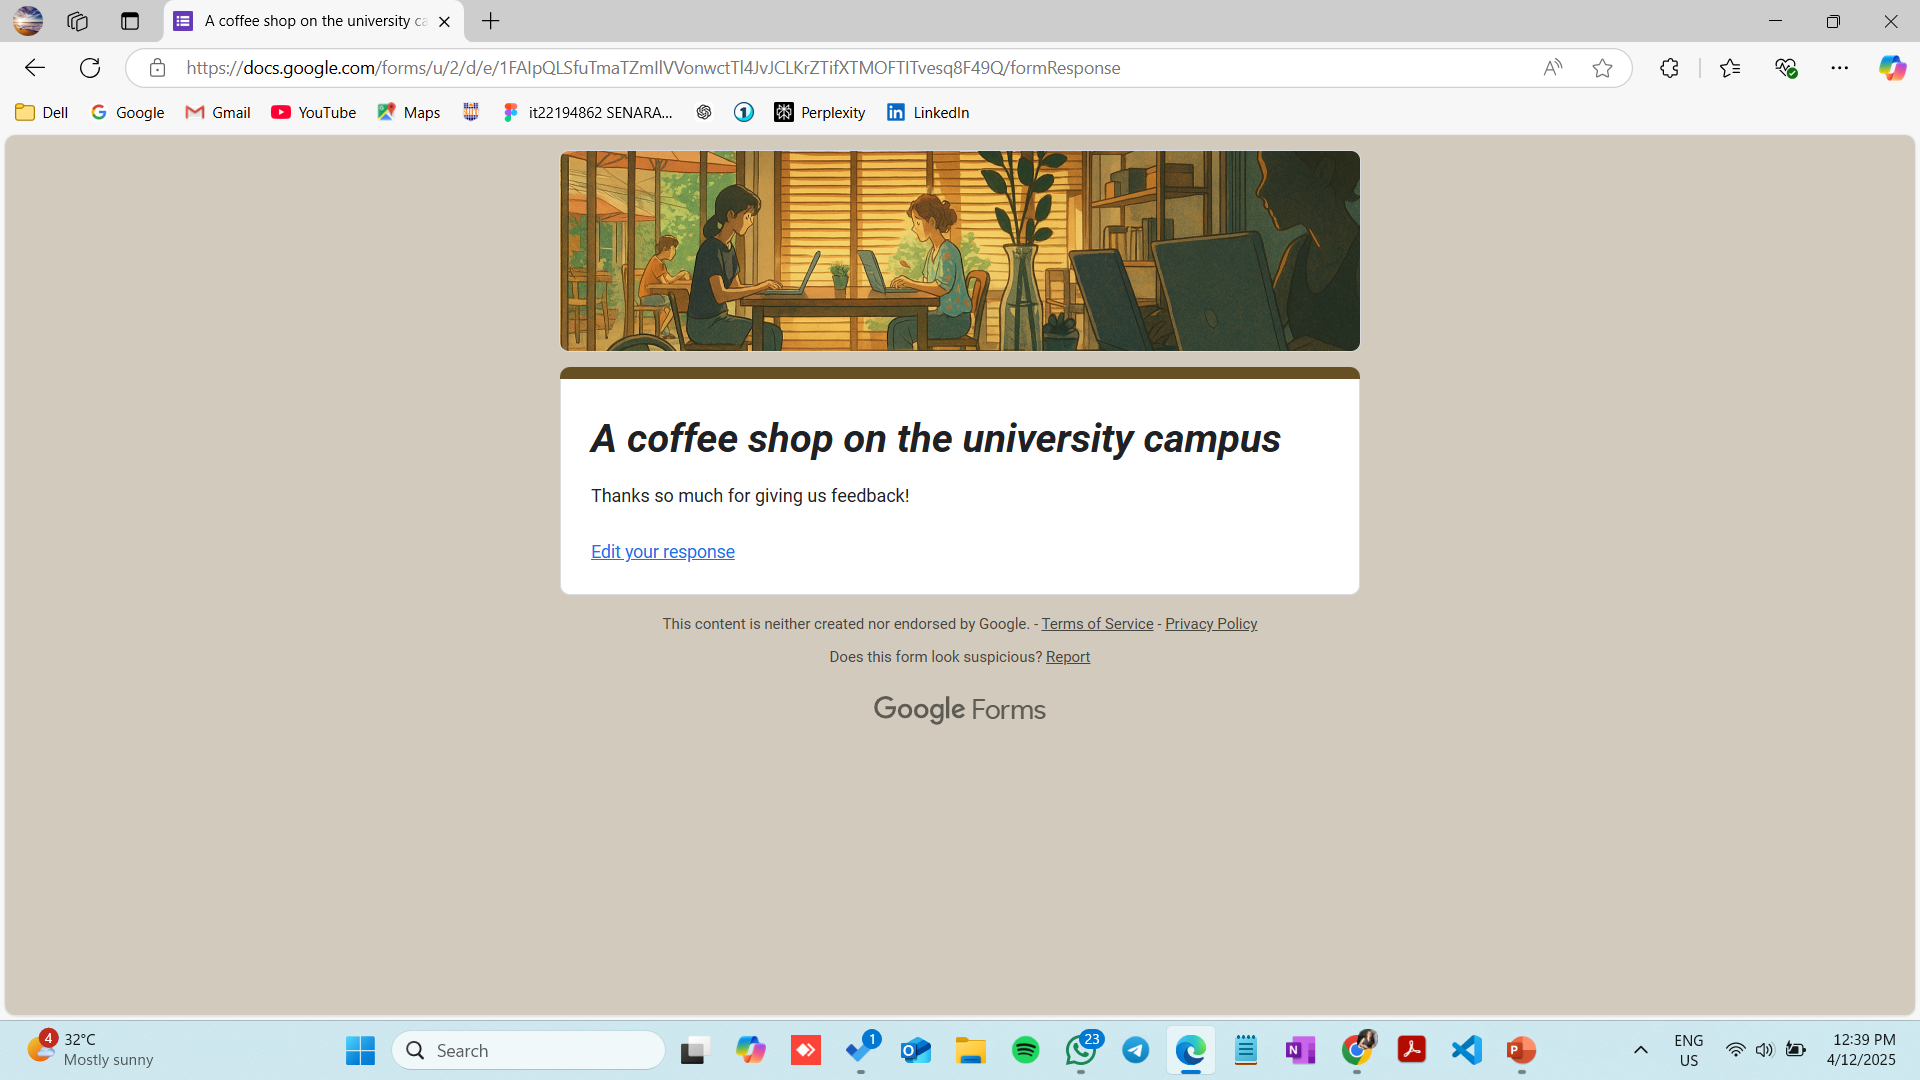 A coffee shop on the university ca
https://docs.google.com/forms/u/2/d/e/1FAIpQLSfuTmaTZmIlVVonwctTl4JvJCLKrZTifXTMOFTITvesq8F49Q/formResponse
Dell Google Gmail YouTube Maps it22194862 SENARA... Perplexity LinkedIn
A coffee shop on the university campus
Thanks so much for giving us feedback!
Edit your response
This content is neither created nor endorsed by Google. - Terms of Service - Privacy Policy
Does this form look suspicious? Report
Google Forms
4 32°C
Mostly sunny
Search
1
23
ENG
US
12:39 PM
4/12/2025